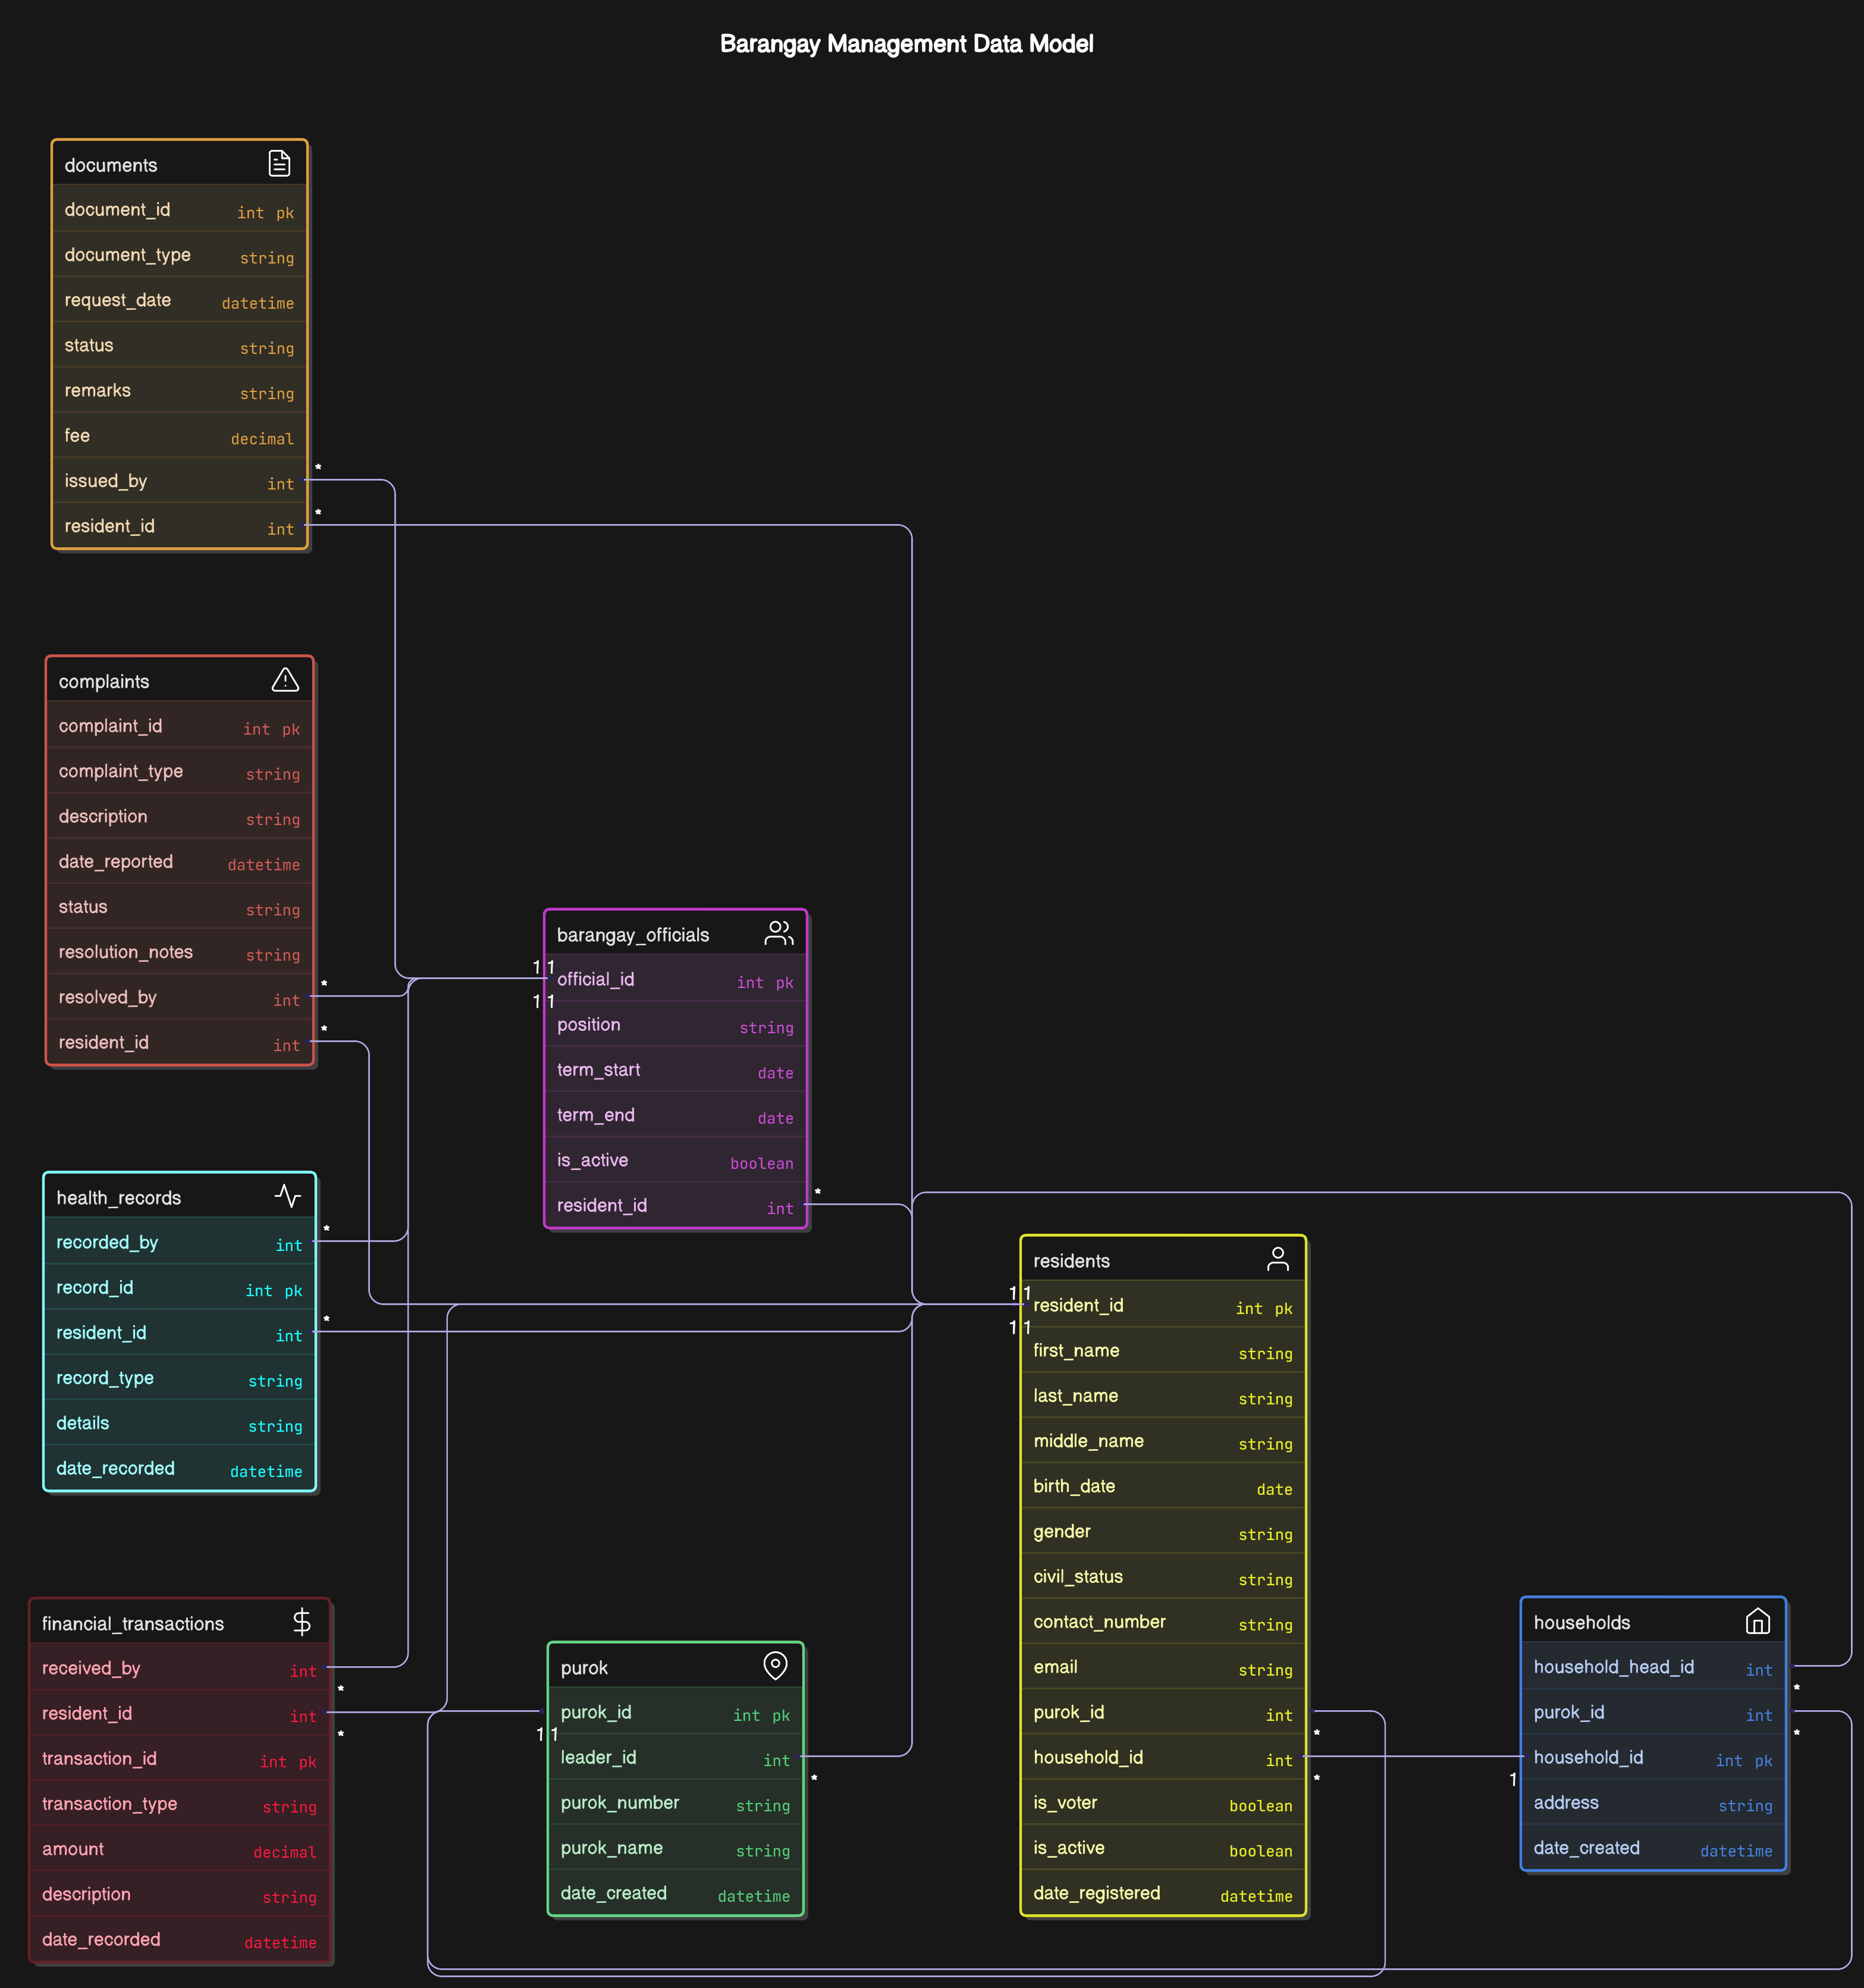 Barangay Management Data Model
documents
document_id int pk
document_type string
request_date datetime
status string
remarks string
fee decimal
issued_by int *
resident_id int *
complaints
complaint_id int pk
complaint_type string
description string
date_reported datetime
status string
resolution_notes string
resolved_by int *
resident_id int *
barangay_officials
1 1 official_id int pk
1 1
position string
term_start date
term_end date
is_active boolean
resident_id int *
health_records
recorded_by int *
record_id int pk
resident_id int *
record_type string
details string
date_recorded datetime
residents
1 1 resident_id int pk
1 1
first_name string
last_name string
middle_name string
birth_date date
gender string
civil_status string
contact_number string
email string
purok_id int *
household_id int *
is_voter boolean
is_active boolean
date_registered datetime
financial_transactions
received_by int *
resident_id int *
transaction_id int pk
transaction_type string
amount decimal
description string
date_recorded datetime
purok
purok_id int pk
1 1
leader_id int *
purok_number string
purok_name string
date_created datetime
households
household_head_id int *
purok_id int *
household_id int pk
1
address string
date_created datetime